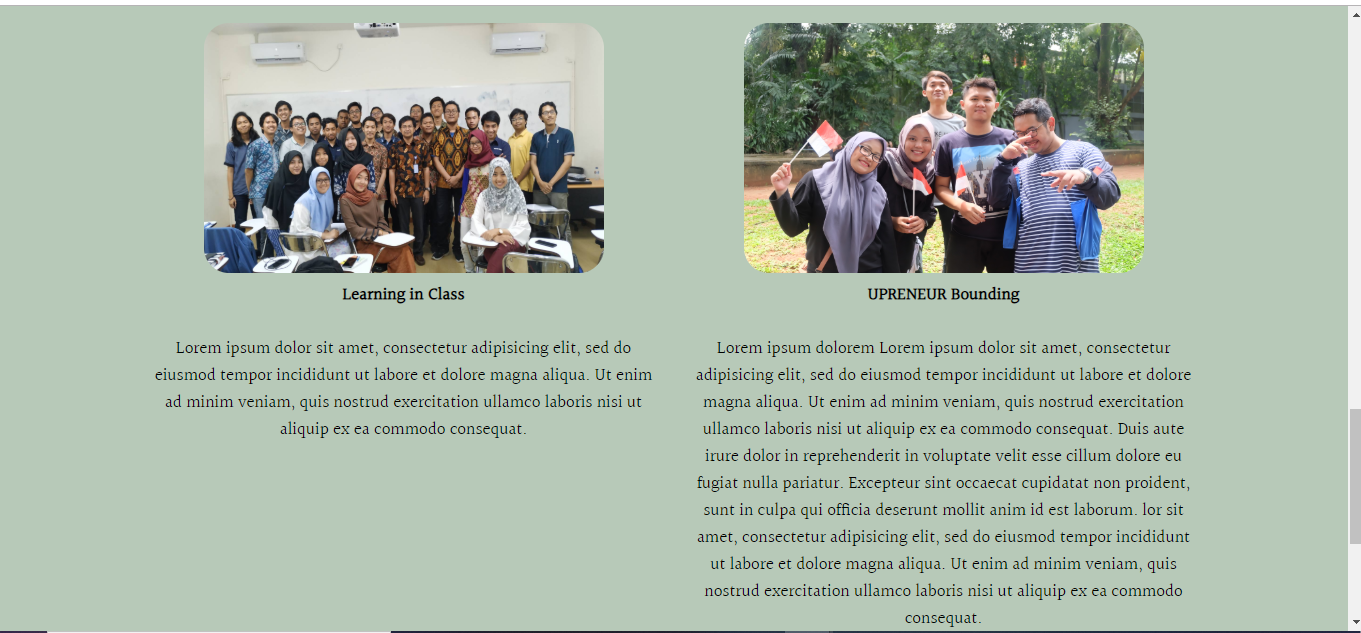 Learning in Class
Lorem ipsum dolor sit amet, consectetur adipisicing elit, sed do
eiusmod tempor incididunt ut labore et dolore magna aliqua. Ut enim
ad minim veniam, quis nostrud exercitation ullamco laboris nisi ut
aliquip ex ea commodo consequat.
UPRENEUR Bounding
Lorem ipsum dolorem Lorem ipsum dolor sit amet, consectetur
adipisicing elit, sed do eiusmod tempor incididunt ut labore et dolore
magna aliqua. Ut enim ad minim veniam, quis nostrud exercitation
ullamco laboris nisi ut aliquip ex ea commodo consequat. Duis aute
irure dolor in reprehenderit in voluptate velit esse cillum dolore eu
fugiat nulla pariatur. Excepteur sint occaecat cupidatat non proident,
sunt in culpa qui officia deserunt mollit anim id est laborum. lor sit
amet, consectetur adipisicing elit, sed do eiusmod tempor incididunt
ut labore et dolore magna aliqua. Ut enim ad minim veniam, quis
nostrud exercitation ullamco laboris nisi ut aliquip ex ea commodo
consequat.